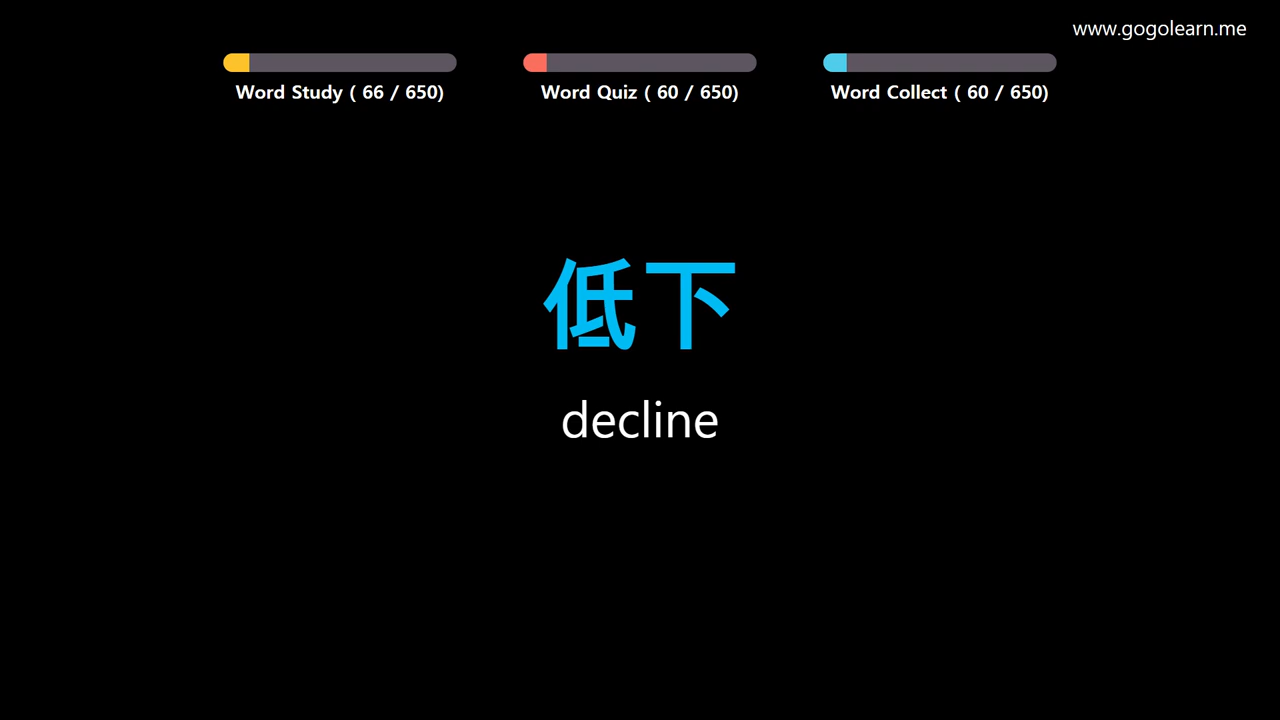 www.gogolearn.me
Word Study ( 66 / 650)
Word Quiz ( 60 / 650)
Word Collect ( 60 / 650)
低下
decline